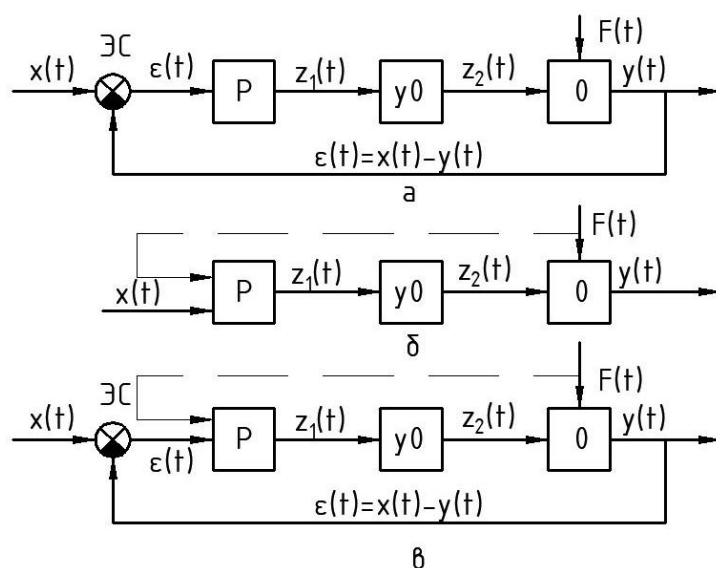 ЭС
F(t)
x(t) ε(t) P z₁(t) y0 z₂(t) 0 y(t)
ε(t)=x(t)-y(t)
а
F(t)
x(t) P z₁(t) y0 z₂(t) 0 y(t)
б
ЭС
F(t)
x(t) ε(t) P z₁(t) y0 z₂(t) 0 y(t)
ε(t)=x(t)-y(t)
в